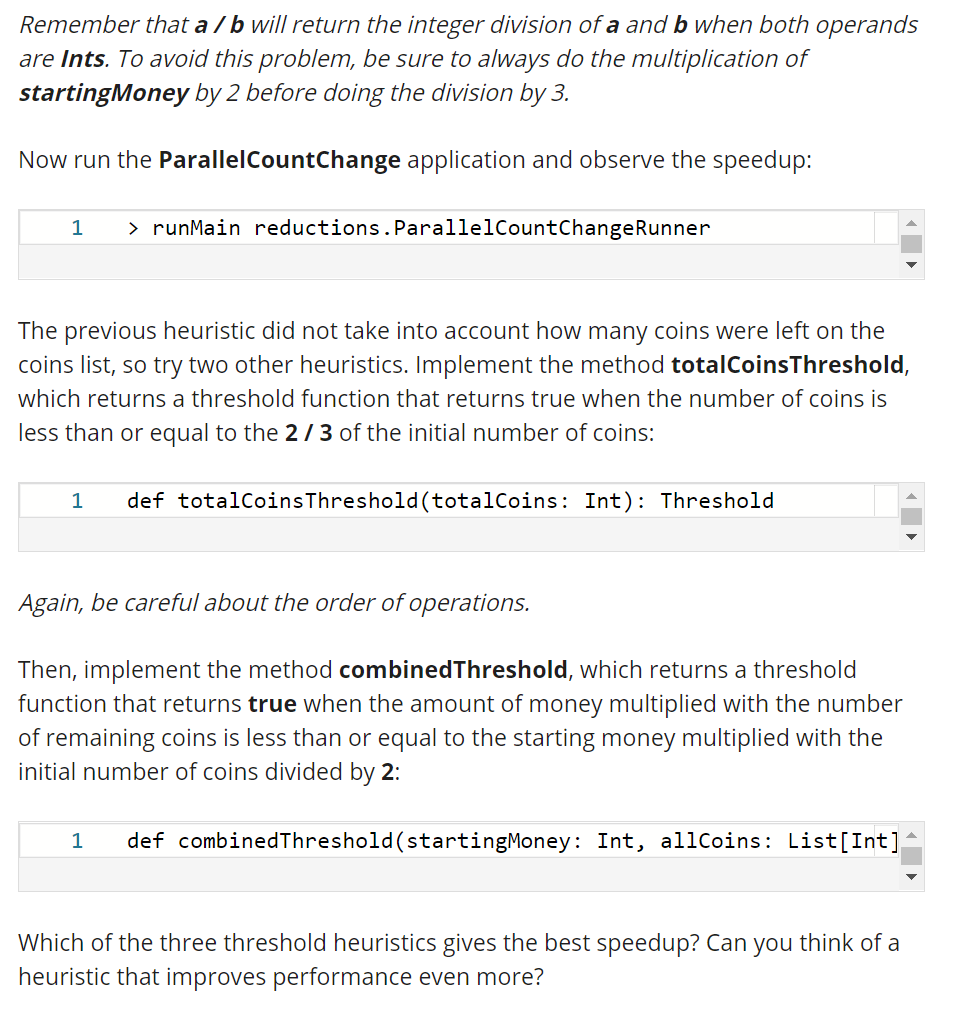 Remember that a / b will return the integer division of a and b when both operands
are Ints. To avoid this problem, be sure to always do the multiplication of
startingMoney by 2 before doing the division by 3.
Now run the ParallelCountChange application and observe the speedup:
1 > runMain reductions.ParallelCountChangeRunner
The previous heuristic did not take into account how many coins were left on the
coins list, so try two other heuristics. Implement the method totalCoinsThreshold,
which returns a threshold function that returns true when the number of coins is
less than or equal to the 2 / 3 of the initial number of coins:
1 def totalCoinsThreshold(totalCoins: Int): Threshold
Again, be careful about the order of operations.
Then, implement the method combinedThreshold, which returns a threshold
function that returns true when the amount of money multiplied with the number
of remaining coins is less than or equal to the starting money multiplied with the
initial number of coins divided by 2:
1 def combinedThreshold(startingMoney: Int, allCoins: List[Int]
Which of the three threshold heuristics gives the best speedup? Can you think of a
heuristic that improves performance even more?